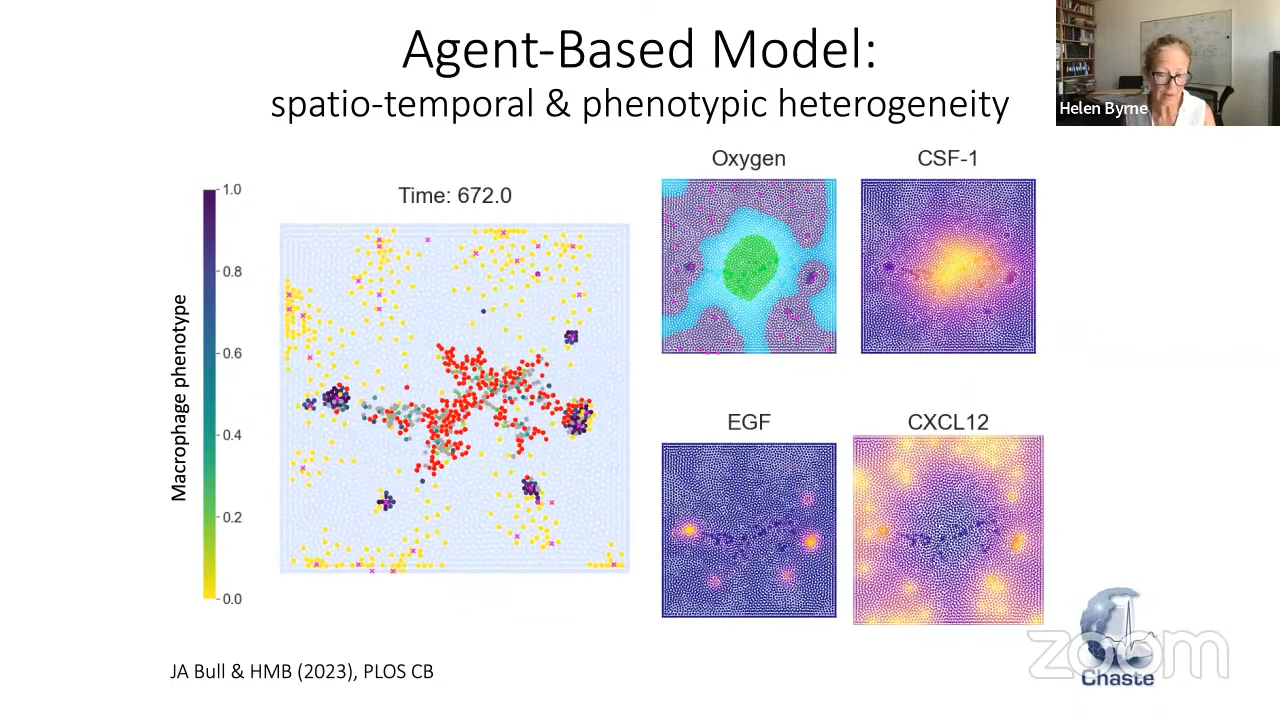 Agent-Based Model:
spatio-temporal & phenotypic heterogeneity
Helen Byrne
Macrophage phenotype
1.0
0.8
0.6
0.4
0.2
0.0
Time: 672.0
Oxygen
CSF-1
EGF
CXCL12
JA Bull & HMB (2023), PLOS CB
zoom
Chaste